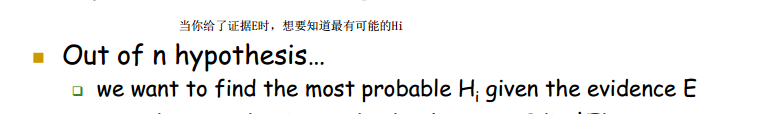 当你给了证据E时，想要知道最有可能的Hi
Out of n hypothesis…
we want to find the most probable Hi given the evidence E